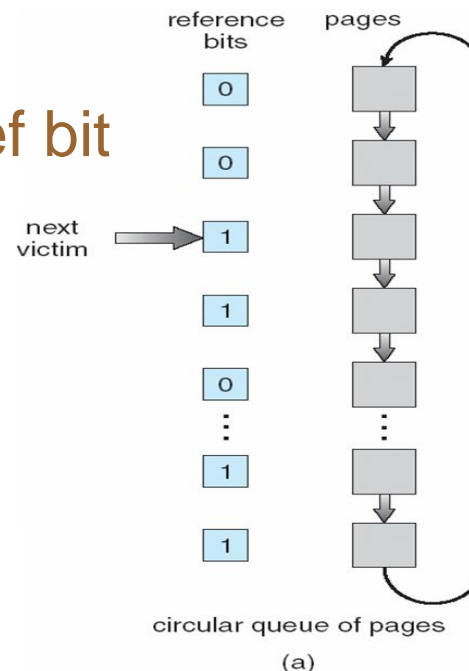 reference
bits
pages
0
ef bit
0
next
victim
1
1
0
1
1
circular queue of pages
(a)